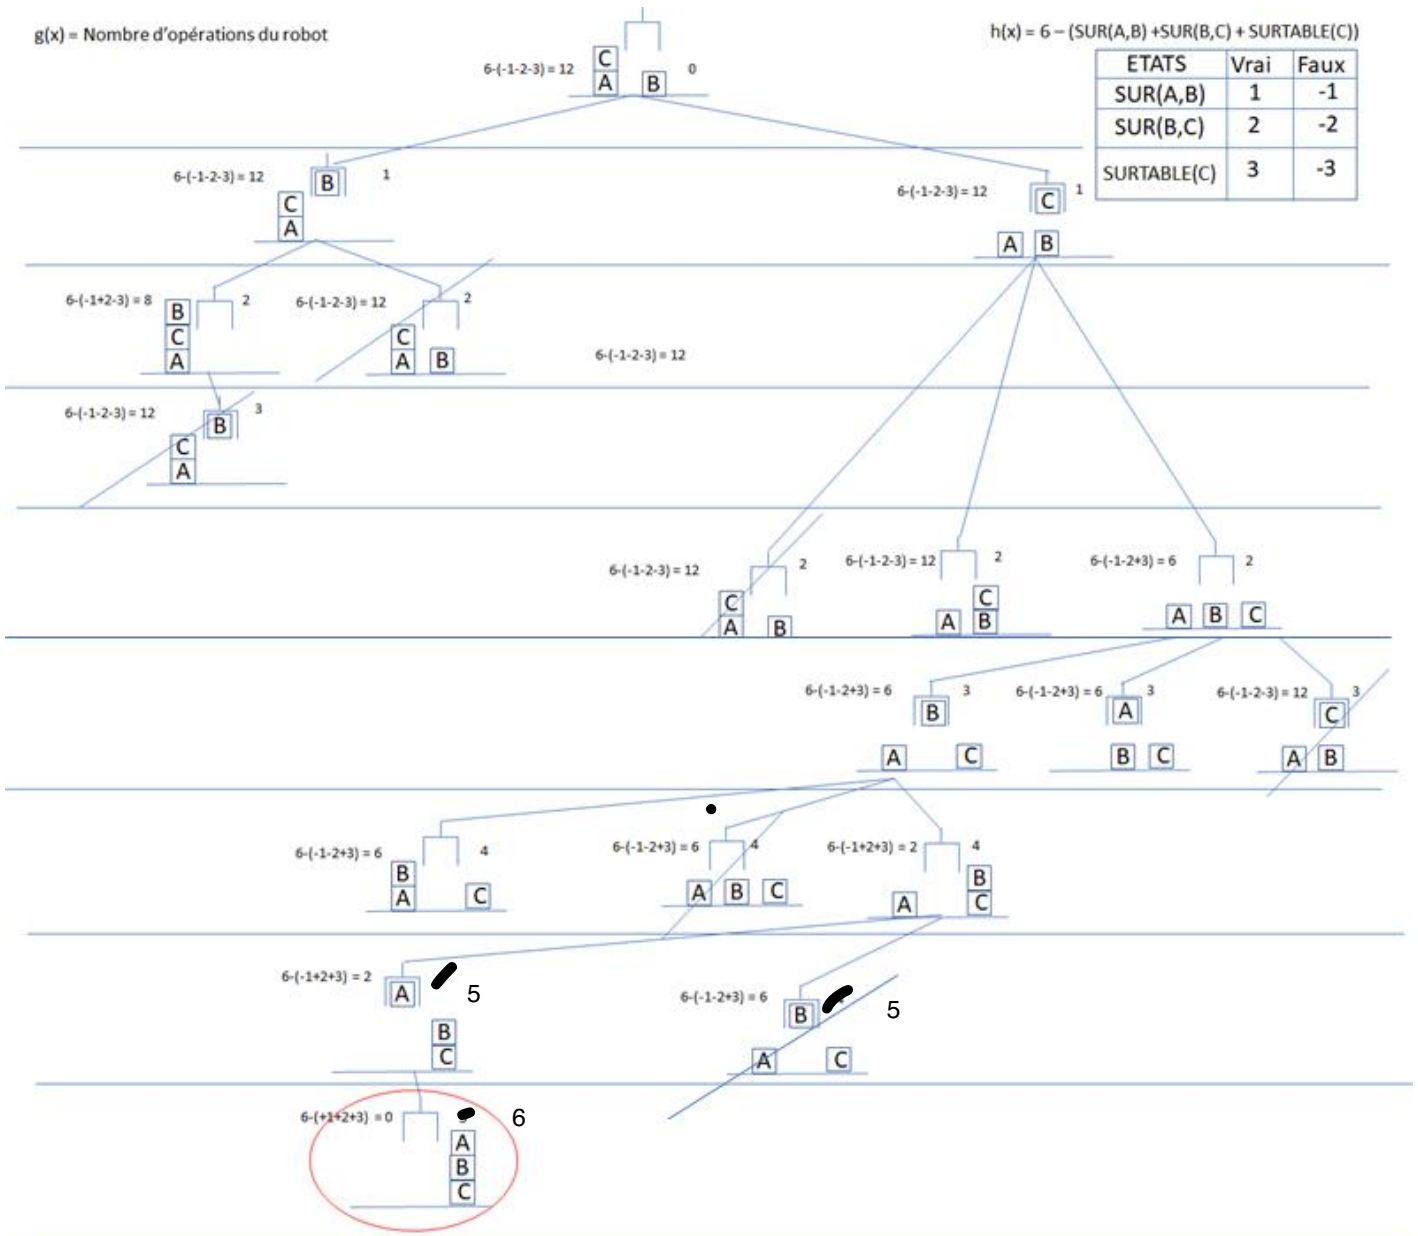 g(x) = Nombre d'opérations du robot
h(x) = 6 – (SUR(A,B) +SUR(B,C) + SURTABLE(C))
ETATS Vrai Faux
SUR(A,B) 1 -1
SUR(B,C) 2 -2
SURTABLE(C) 3 -3
6-(-1-2-3) = 12
C
A B
0
6-(-1-2-3) = 12
B
1
C
A
6-(-1-2-3) = 12
C
1
A B
6-(-1+2-3) = 8
B
C
A
2
6-(-1-2-3) = 12
2
C
A B
6-(-1-2-3) = 12
6-(-1-2-3) = 12
B
3
C
A
6-(-1-2-3) = 12
2
C
A B
6-(-1-2-3) = 12
2
C
A B
6-(-1-2+3) = 6
2
A B C
6-(-1-2+3) = 6
3
B
A C
6-(-1-2+3) = 6
3
A
B C
6-(-1-2-3) = 12
3
C
A B
6-(-1-2+3) = 6
4
B
A C
6-(-1-2+3) = 6
4
A B C
6-(-1+2+3) = 2
4
B
A C
6-(-1+2+3) = 2
A
5
B
C
6-(-1-2+3) = 6
B
5
A C
6-(+1+2+3) = 0
6
A
B
C